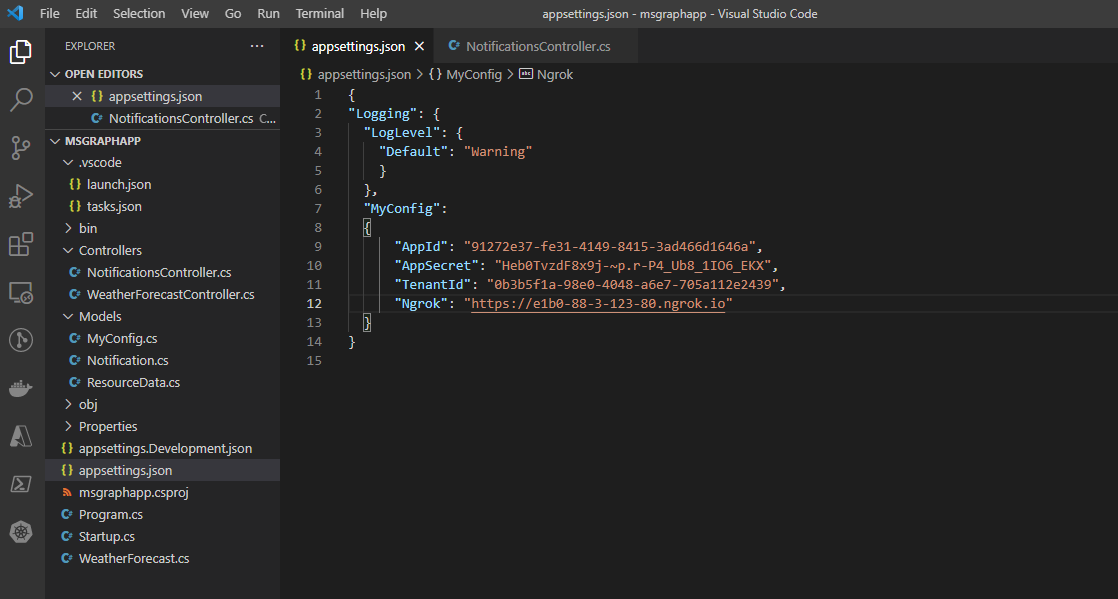 File Edit Selection View Go Run Terminal Help
appsettings.json - msgraphapp - Visual Studio Code
EXPLORER ···
OPEN EDITORS
appsettings.json
NotificationsController.cs C...
MSGRAPHAPP
.vscode
launch.json
tasks.json
bin
Controllers
NotificationsController.cs
WeatherForecastController.cs
Models
MyConfig.cs
Notification.cs
ResourceData.cs
obj
Properties
appsettings.Development.json
appsettings.json
msgraphapp.csproj
Program.cs
Startup.cs
WeatherForecast.cs
{} appsettings.json × C# NotificationsController.cs
{} appsettings.json > {} MyConfig > abc Ngrok
1 {
2 "Logging": {
3 "LogLevel": {
4 "Default": "Warning"
5 }
6 },
7 "MyConfig":
8 {
9 "AppId": "91272e37-fe31-4149-8415-3ad466d1646a",
10 "AppSecret": "Heb0TvzdF8x9j-~p.r-P4_Ub8_1IO6_EKX",
11 "TenantId": "0b3b5f1a-98e0-4048-a6e7-705a112e2439",
12 "Ngrok": "https://e1b0-88-3-123-80.ngrok.io"
13 }
14 }
15